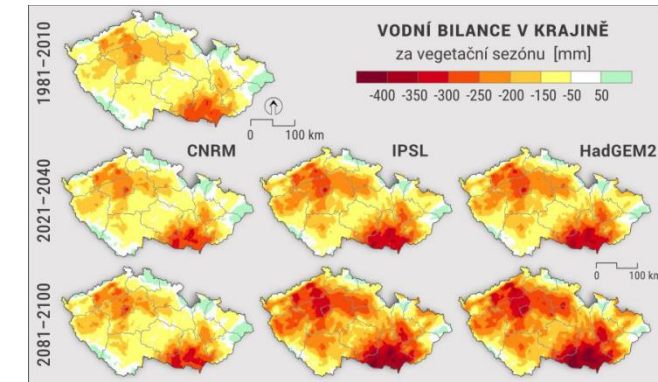 1981–2010
VODNÍ BILANCE V KRAJINĚ
za vegetační sezónu [mm]
-400 -350 -300 -250 -200 -150 -50 50
0 100 km
2021–2040
CNRM
IPSL
HadGEM2
0 100 km
2081–2100